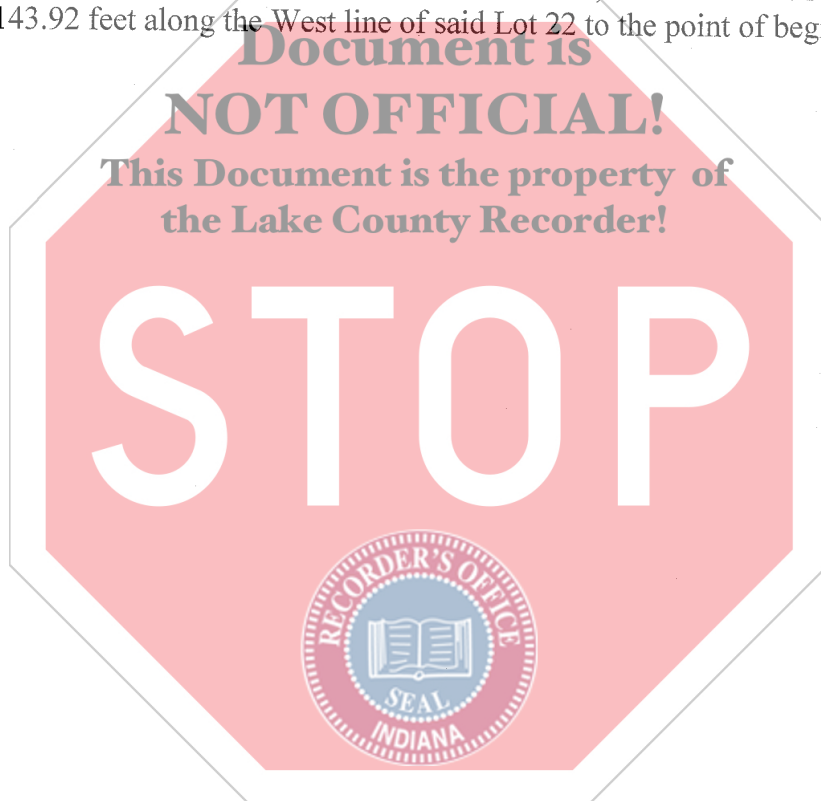 143.92 feet along the West line of said Lot 22 to the point of beg
Document is
NOT OFFICIAL!
This Document is the property of
the Lake County Recorder!
STOP
RECORDER'S OFFICE
SEAL
INDIANA